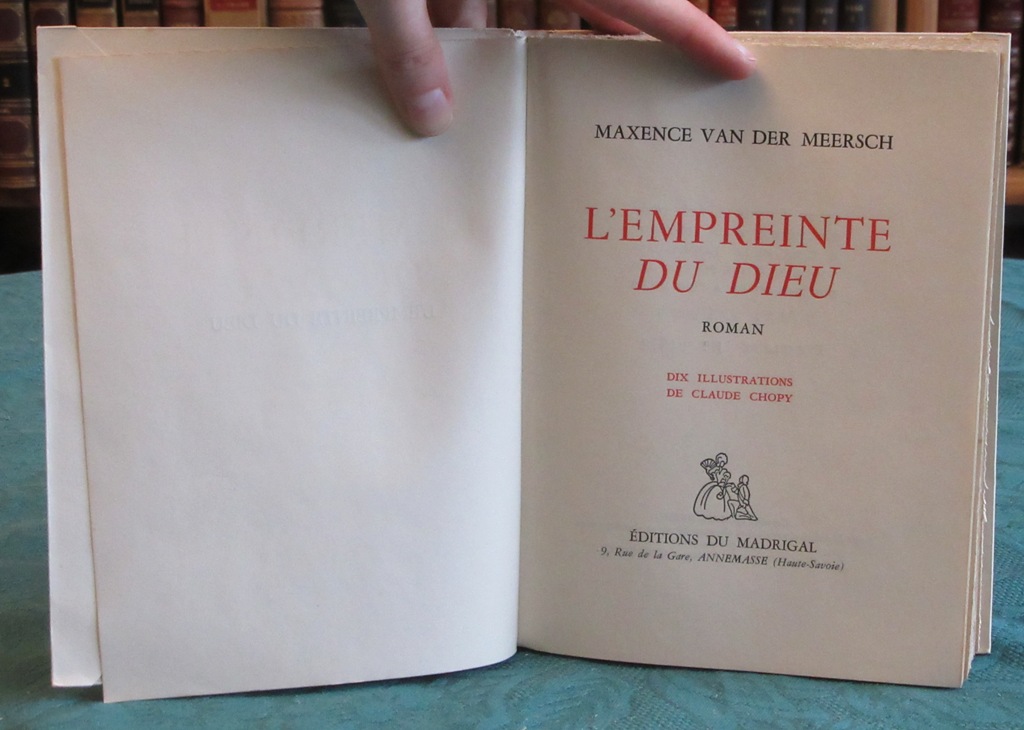 MAXENCE VAN DER MEERSCH
L'EMPREINTE
DU DIEU
ROMAN
DIX ILLUSTRATIONS
DE CLAUDE CHOPY
ÉDITIONS DU MADRIGAL
9, Rue de la Gare, ANNEMASSE (Haute-Savoie)